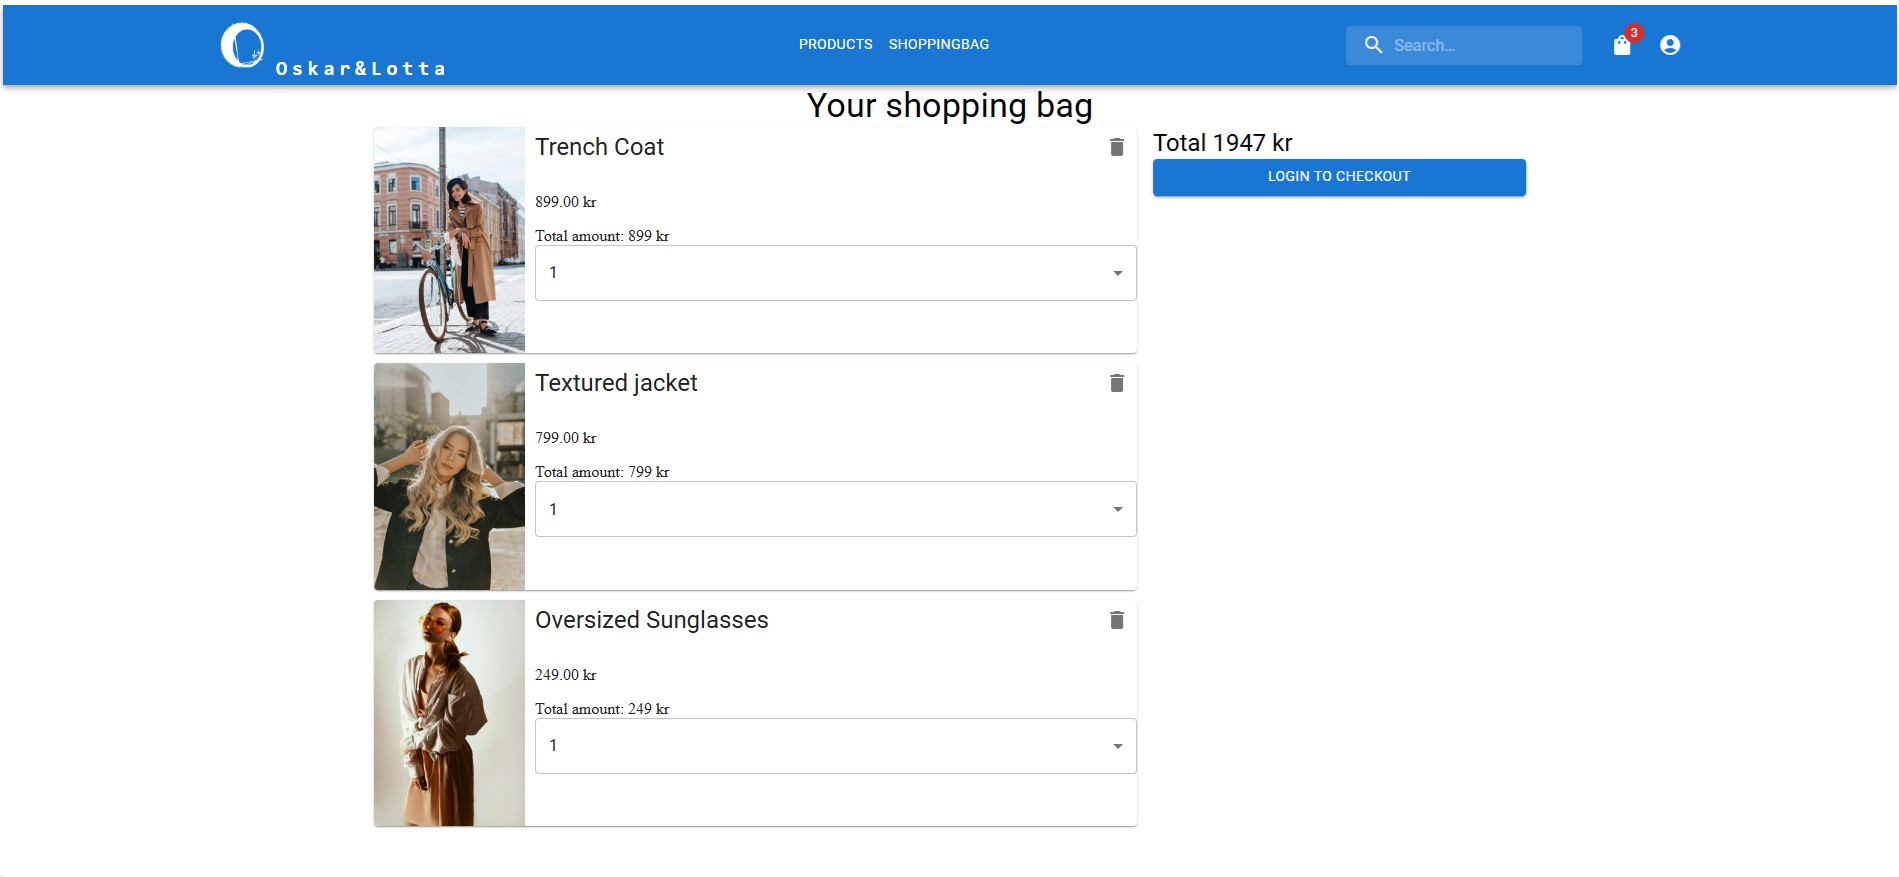 Oskar&Lotta
PRODUCTS SHOPPINGBAG
Search...
3
Your shopping bag
Trench Coat
899.00 kr
Total amount: 899 kr
1
Textured jacket
799.00 kr
Total amount: 799 kr
1
Oversized Sunglasses
249.00 kr
Total amount: 249 kr
1
Total 1947 kr
LOGIN TO CHECKOUT